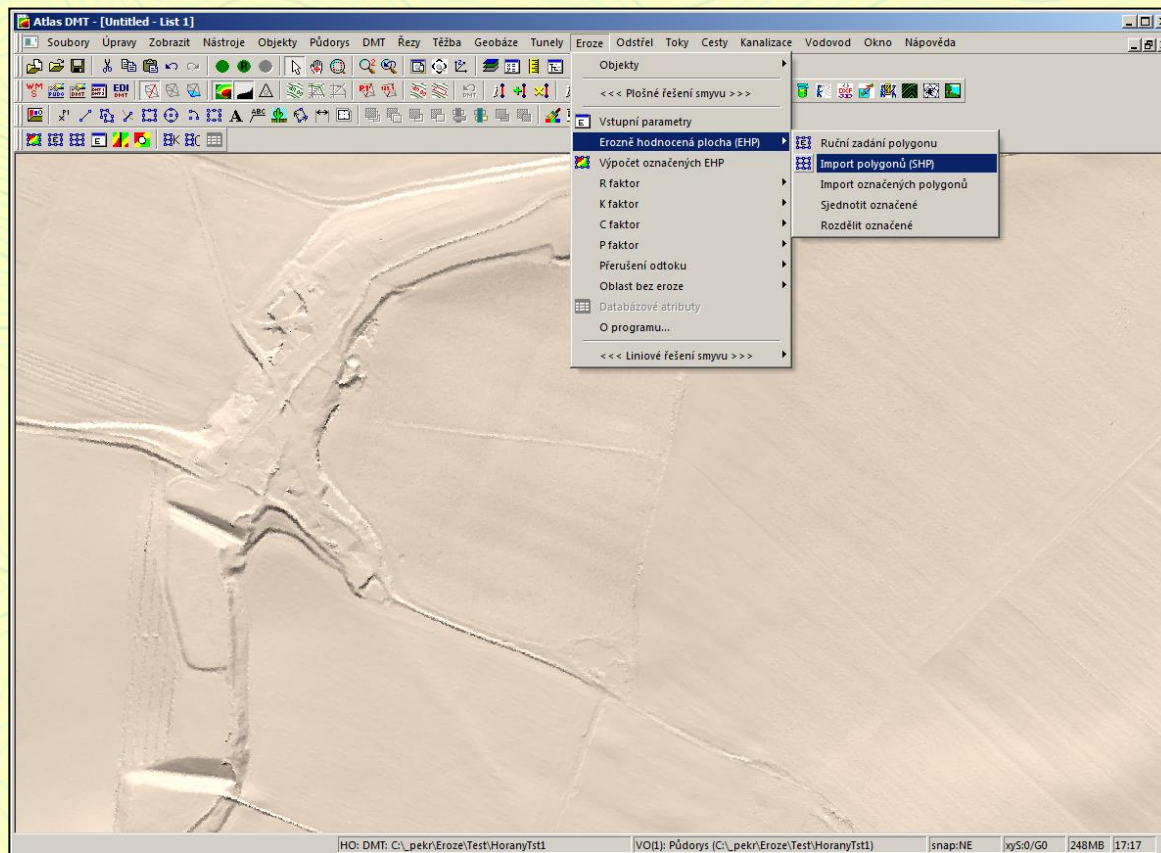 Atlas DMT - [Untitled - List 1]
Soubory Úpravy Zobrazit Nástroje Objekty Půdorys DMT Řezy Těžba Geobáze Tunely Eroze Odstřel Toky Cesty Kanalizace Vodovod Okno Nápověda
Objekty
<<< Plošné řešení smyvu >>>
Vstupní parametry
Erozně hodnocená plocha (EHP)
Výpočet označených EHP
R faktor
K faktor
C faktor
P faktor
Přerušení odtoku
Oblast bez eroze
Databázové atributy
O programu...
<<< Liniové řešení smyvu >>>
Ruční zadání polygonu
Import polygonů (SHP)
Import označených polygonů
Sjednotit označené
Rozdělit označené
HO: DMT: C:\_pekr\Eroze\Test\HoranyTst1 VO(1): Půdorys (C:\_pekr\Eroze\Test\HoranyTst1) snap:NE xyS:0/G0 248MB 17:17